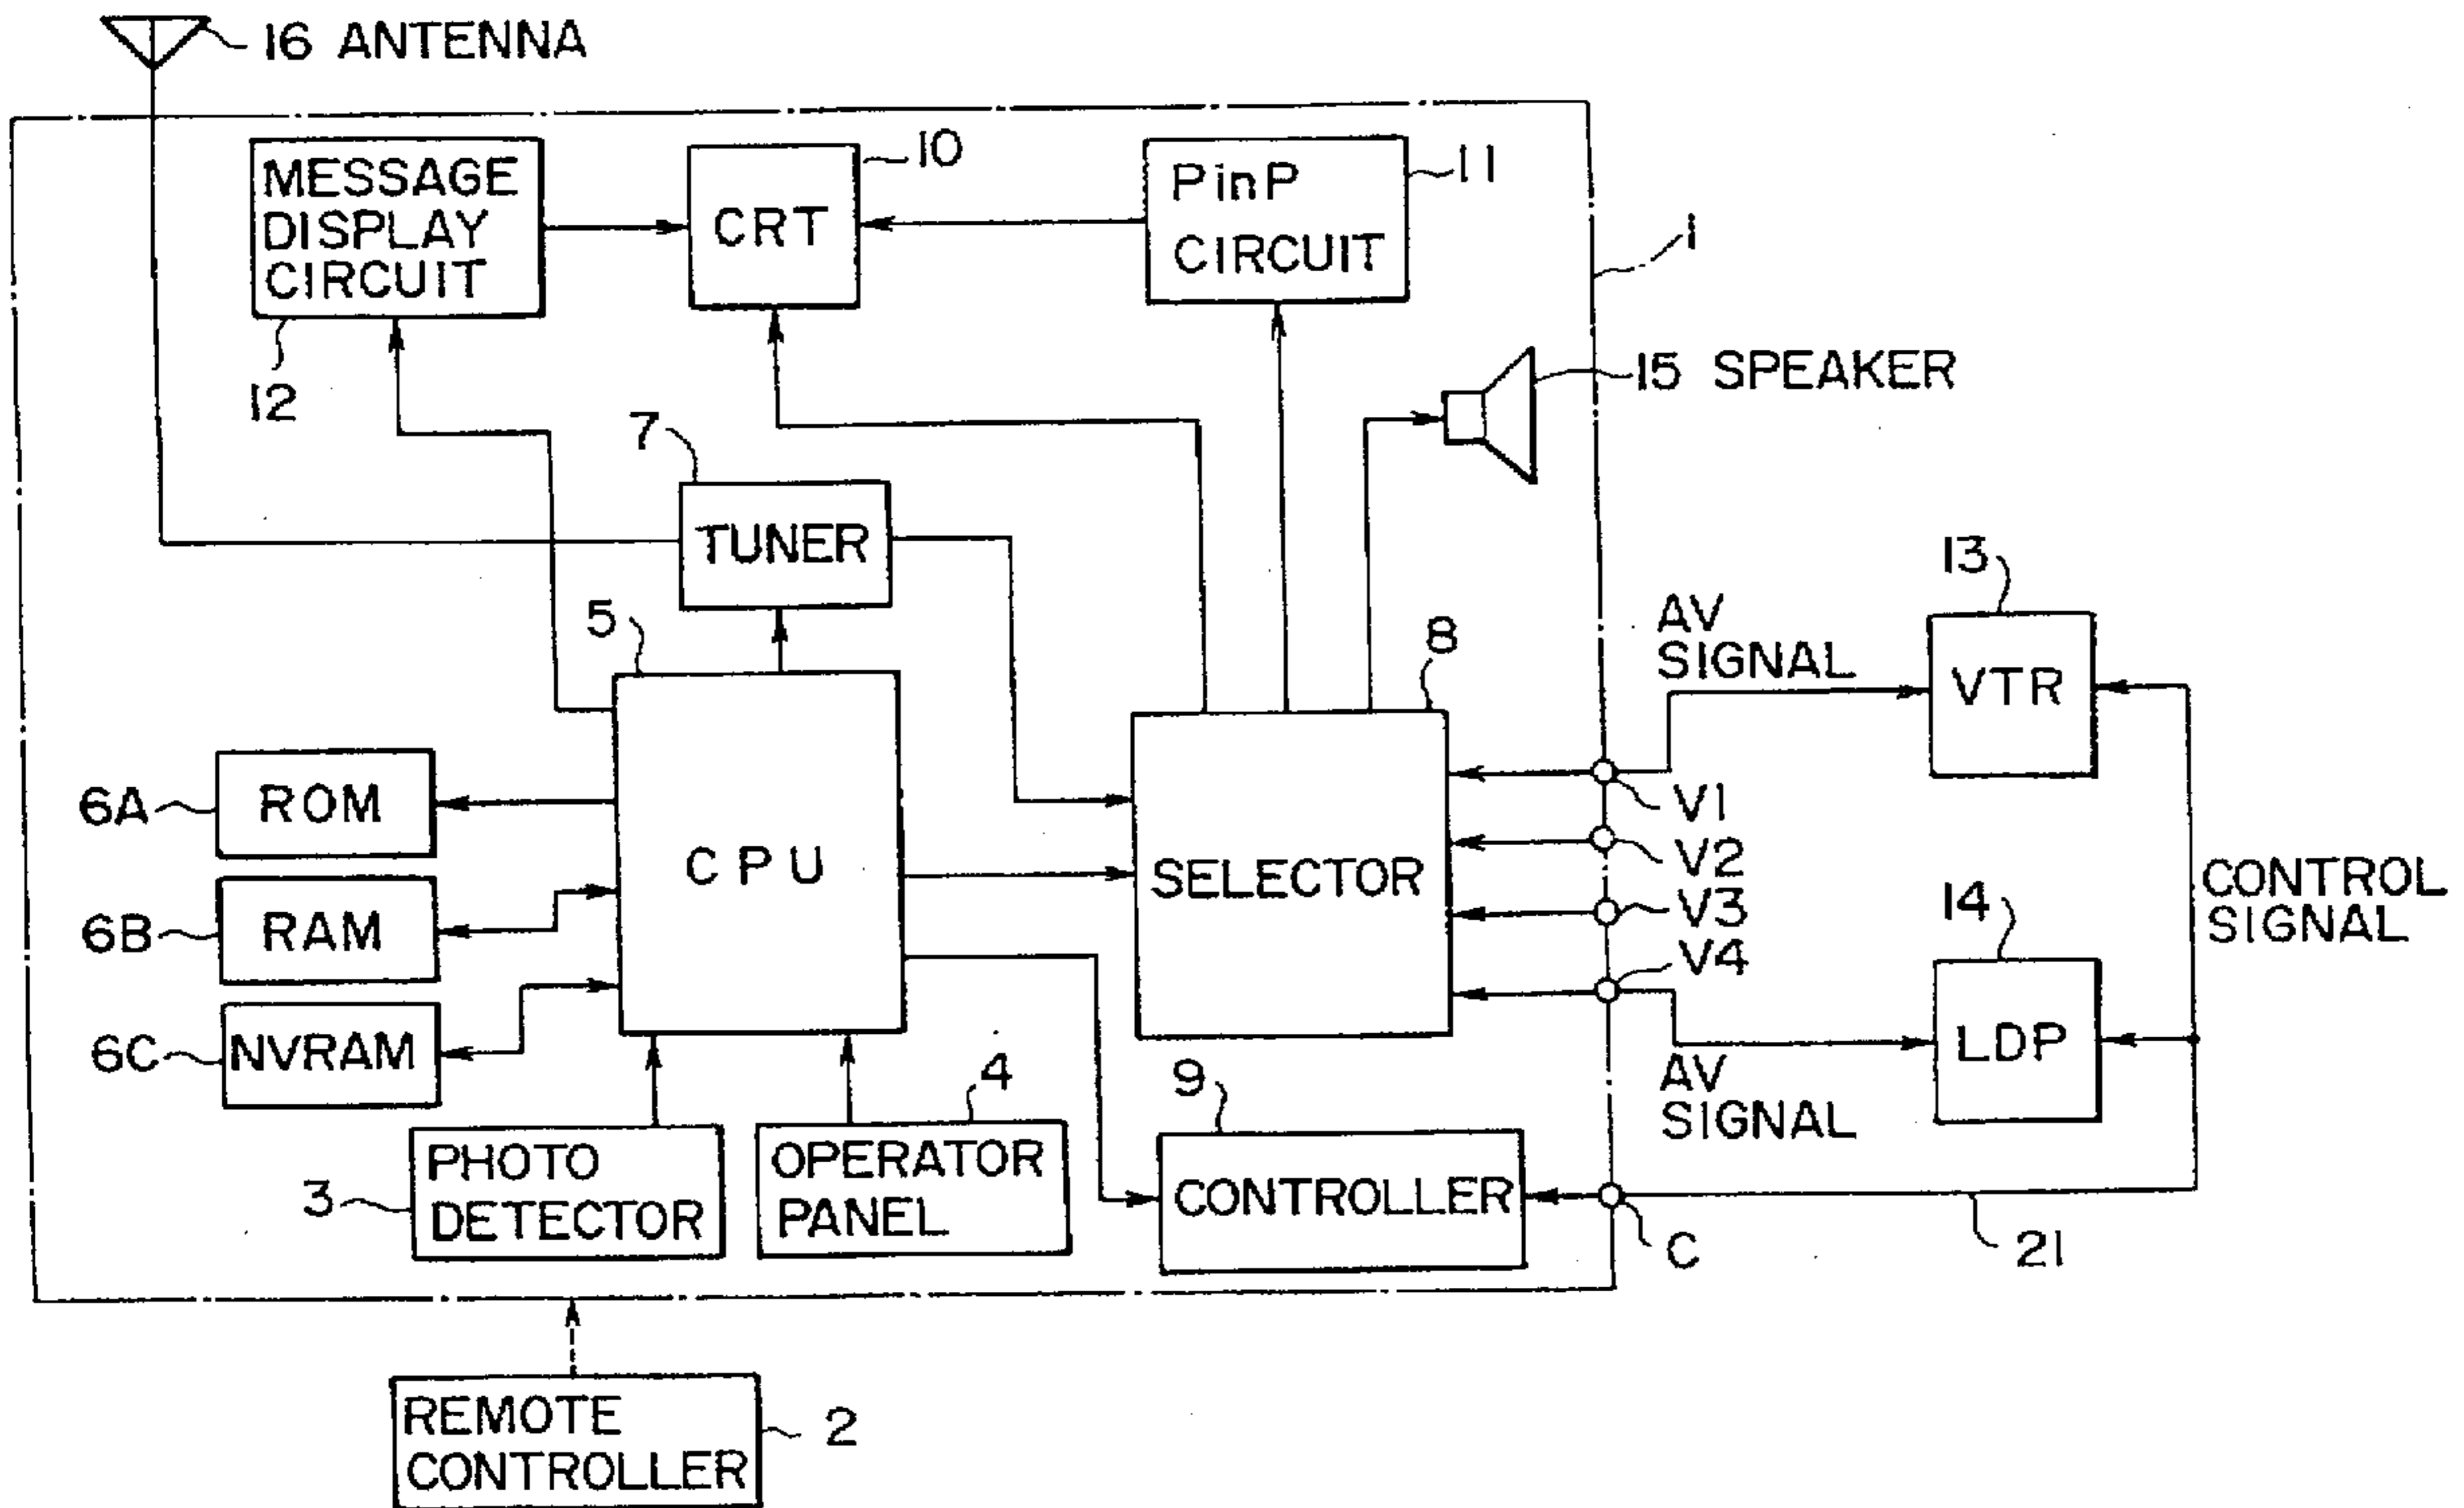 16 ANTENNA
MESSAGE
DISPLAY
CIRCUIT
12
10
CRT
PinP
CIRCUIT
11
1
15 SPEAKER
7
TUNER
5
CPU
8
SELECTOR
AV
SIGNAL
13
VTR
V1
V2
V3
V4
CONTROL
SIGNAL
14
LDP
AV
SIGNAL
6A
ROM
6B
RAM
6C
NVRAM
3
PHOTO
DETECTOR
4
OPERATOR
PANEL
9
CONTROLLER
C
21
REMOTE
CONTROLLER
2